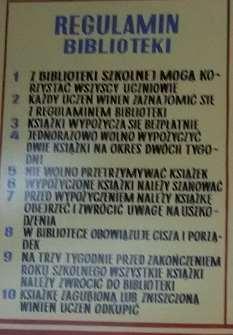 REGULAMIN
BIBLIOTEKI
1 Z BIBLIOTEKI SZKOLNEJ MOGĄ KO-
RZYSTAĆ WSZYSCY UCZNIOWIE
2 KAŻDY UCZEŃ WINIEN ZAZNAJOMIĆ SIĘ
Z REGULAMINEM BIBLIOTEKI
3 KSIĄŻKI WYPOŻYCZA SIĘ BEZPŁATNIE
4 JEDNORAZOWO WOLNO WYPOŻYCZYĆ
DWIE KSIĄŻKI NA OKRES DWÓCH TYGO-
DNI
5 NIE WOLNO PRZETRZYMYWAĆ KSIĄŻEK
6 WYPOŻYCZONE KSIĄŻKI NALEŻY SZANOWAĆ
7 PRZED WYPOŻYCZENIEM NALEŻY KSIĄŻKĘ
OBEJRZEĆ I ZWRÓCIĆ UWAGĘ NA USZKO-
DZENIA
8 W BIBLIOTECE OBOWIĄZUJE CISZA I PORZĄ-
DEK
9 NA TRZY TYGODNIE PRZED ZAKOŃCZENIEM
ROKU SZKOLNEGO WSZYSTKIE KSIĄŻKI
NALEŻY ZWRÓCIĆ DO BIBLIOTEKI
10 KSIĄŻKĘ ZAGUBIONĄ LUB ZNISZCZONĄ
WINIEN UCZEŃ ODKUPIĆ